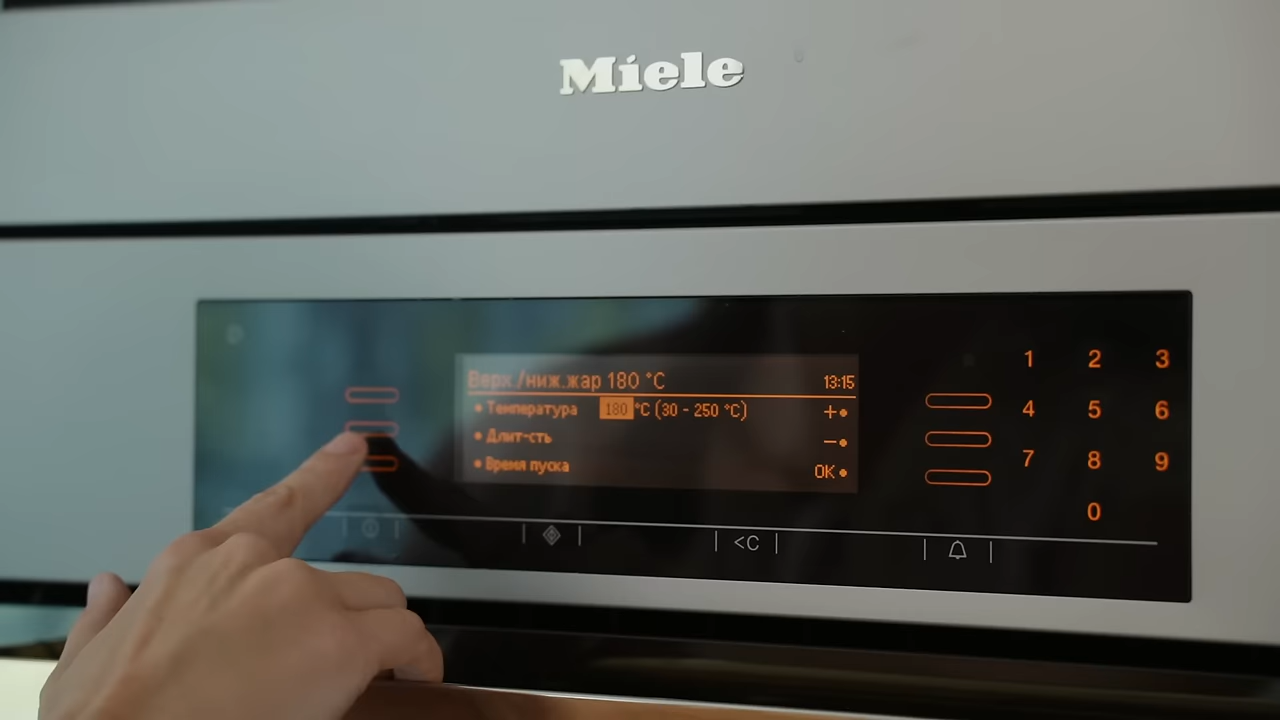 Miele
Верх./ниж.жар 180 °C 13:15
• Температура 180 °C (30 - 250 °C) +•
• Длит-сть −•
• Время пуска OK •
1 2 3
4 5 6
7 8 9
0
<C